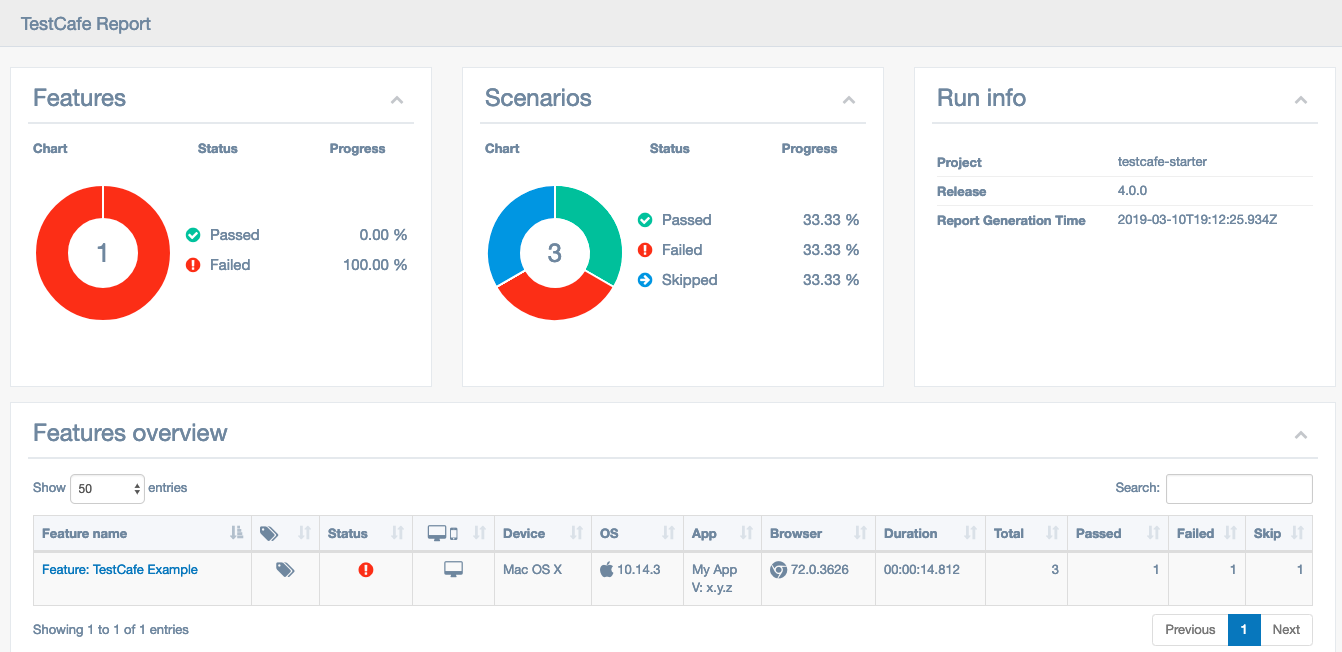 TestCafe Report
Features
Chart Status Progress
1
Passed 0.00 %
Failed 100.00 %
Scenarios
Chart Status Progress
3
Passed 33.33 %
Failed 33.33 %
Skipped 33.33 %
Run info
Project testcafe-starter
Release 4.0.0
Report Generation Time 2019-03-10T19:12:25.934Z
Features overview
Show 50 entries Search:
Feature name Status Device OS App Browser Duration Total Passed Failed Skip
Feature: TestCafe Example Mac OS X 10.14.3 My App 72.0.3626 00:00:14.812 3 1 1 1
V: x.y.z
Showing 1 to 1 of 1 entries Previous 1 Next